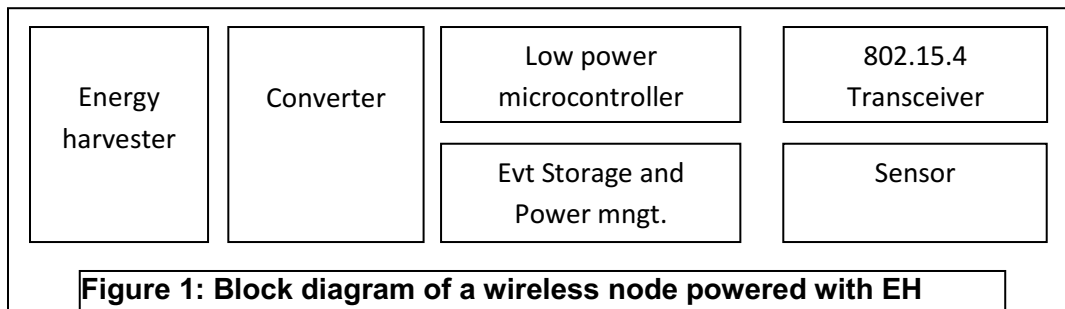 Energy
harvester
Converter
Low power
microcontroller
802.15.4
Transceiver
Evt Storage and
Power mngt.
Sensor
Figure 1: Block diagram of a wireless node powered with EH